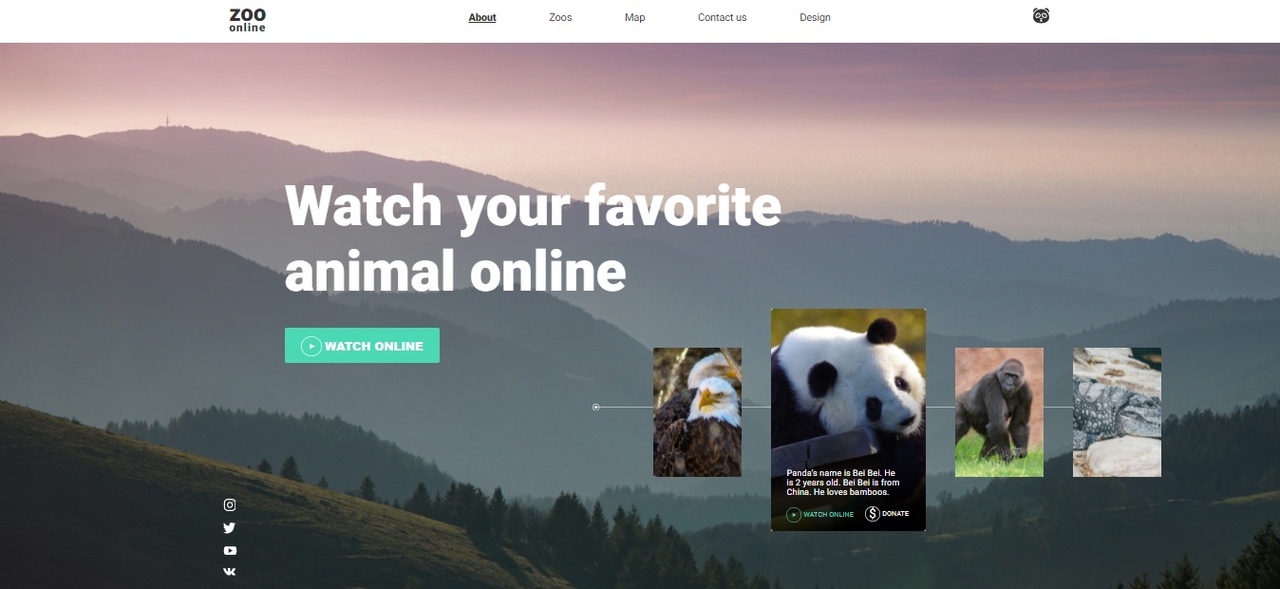 ZOO
online
About
Zoos
Map
Contact us
Design
Watch your favorite
animal online
WATCH ONLINE
Panda's name is Bei Bei. He
is 2 years old. Bei Bei is from
China. He loves bamboos.
WATCH ONLINE
$ DONATE